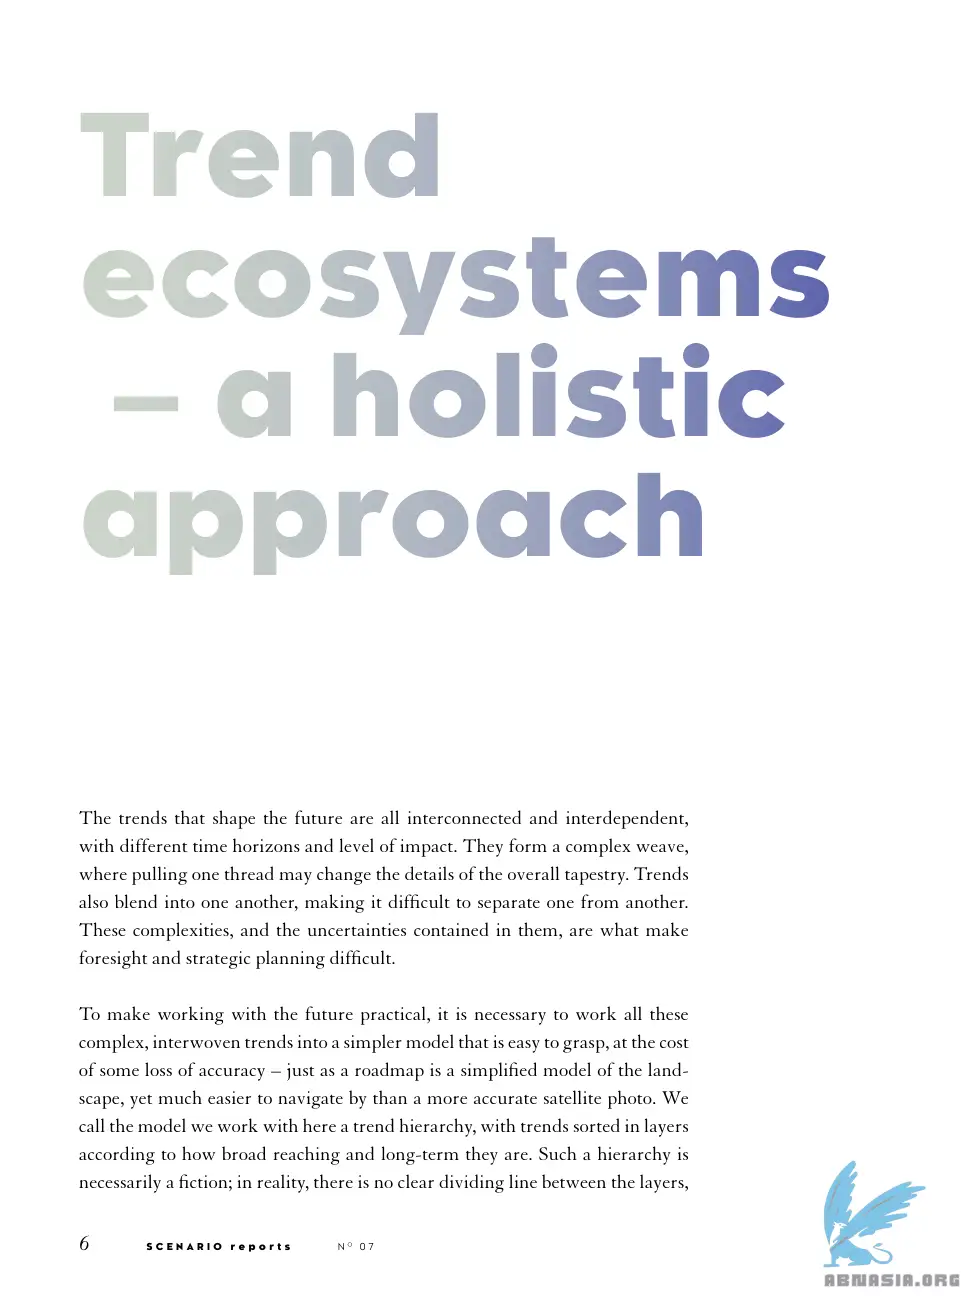 Trend
ecosystems
– a holistic
approach
The trends that shape the future are all interconnected and interdependent,
with different time horizons and level of impact. They form a complex weave,
where pulling one thread may change the details of the overall tapestry. Trends
also blend into one another, making it difficult to separate one from another.
These complexities, and the uncertainties contained in them, are what make
foresight and strategic planning difficult.
To make working with the future practical, it is necessary to work all these
complex, interwoven trends into a simpler model that is easy to grasp, at the cost
of some loss of accuracy – just as a roadmap is a simplified model of the land-
scape, yet much easier to navigate by than a more accurate satellite photo. We
call the model we work with here a trend hierarchy, with trends sorted in layers
according to how broad reaching and long-term they are. Such a hierarchy is
necessarily a fiction; in reality, there is no clear dividing line between the layers,
6 SCENARIO reports Nº 07
ABNASIA.ORG